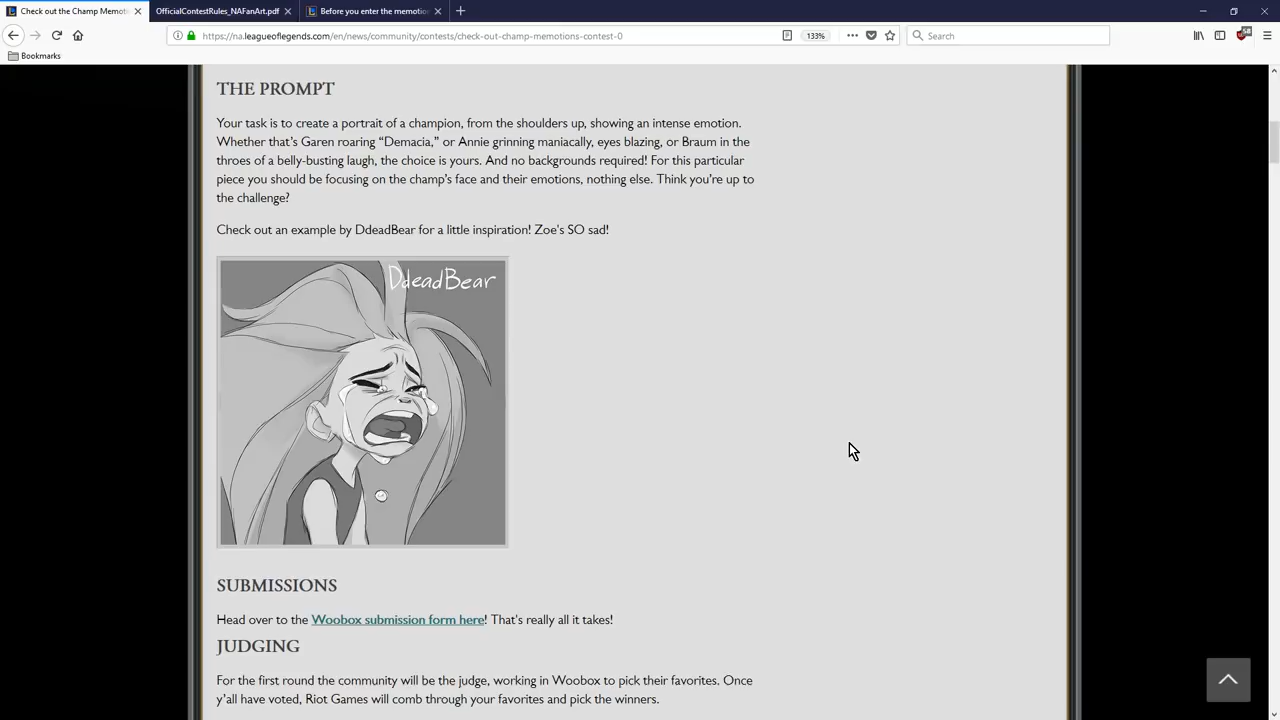 Check out the Champ Memoti
OfficialContestRules_NAFanArt.pdf
Before you enter the memotio
https://na.leagueoflegends.com/en/news/community/contests/check-out-champ-memotions-contest-0
133%
Search
Bookmarks
THE PROMPT
Your task is to create a portrait of a champion, from the shoulders up, showing an intense emotion.
Whether that's Garen roaring “Demacia,” or Annie grinning maniacally, eyes blazing, or Braum in the
throes of a belly-busting laugh, the choice is yours. And no backgrounds required! For this particular
piece you should be focusing on the champ's face and their emotions, nothing else. Think you're up to
the challenge?
Check out an example by DdeadBear for a little inspiration! Zoe's SO sad!
DdeadBear
SUBMISSIONS
Head over to the Woobox submission form here! That's really all it takes!
JUDGING
For the first round the community will be the judge, working in Woobox to pick their favorites. Once
y'all have voted, Riot Games will comb through your favorites and pick the winners.